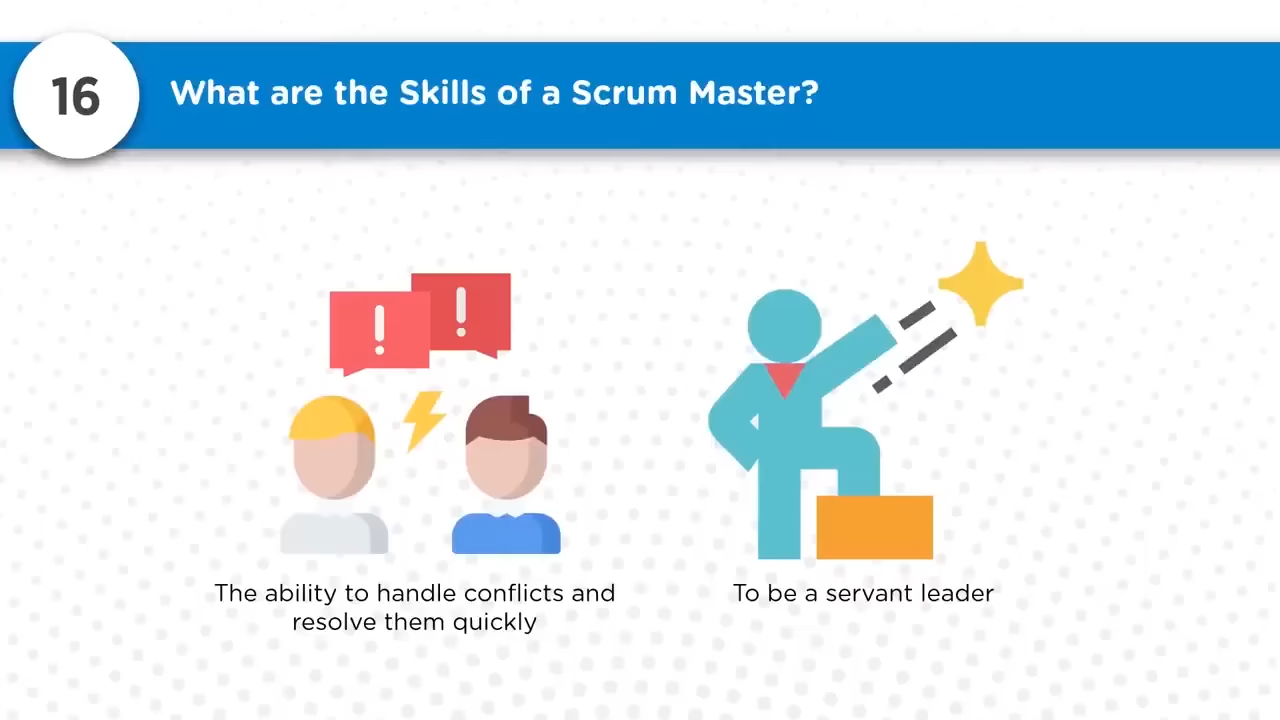 16
What are the Skills of a Scrum Master?
! !
The ability to handle conflicts and
resolve them quickly
To be a servant leader